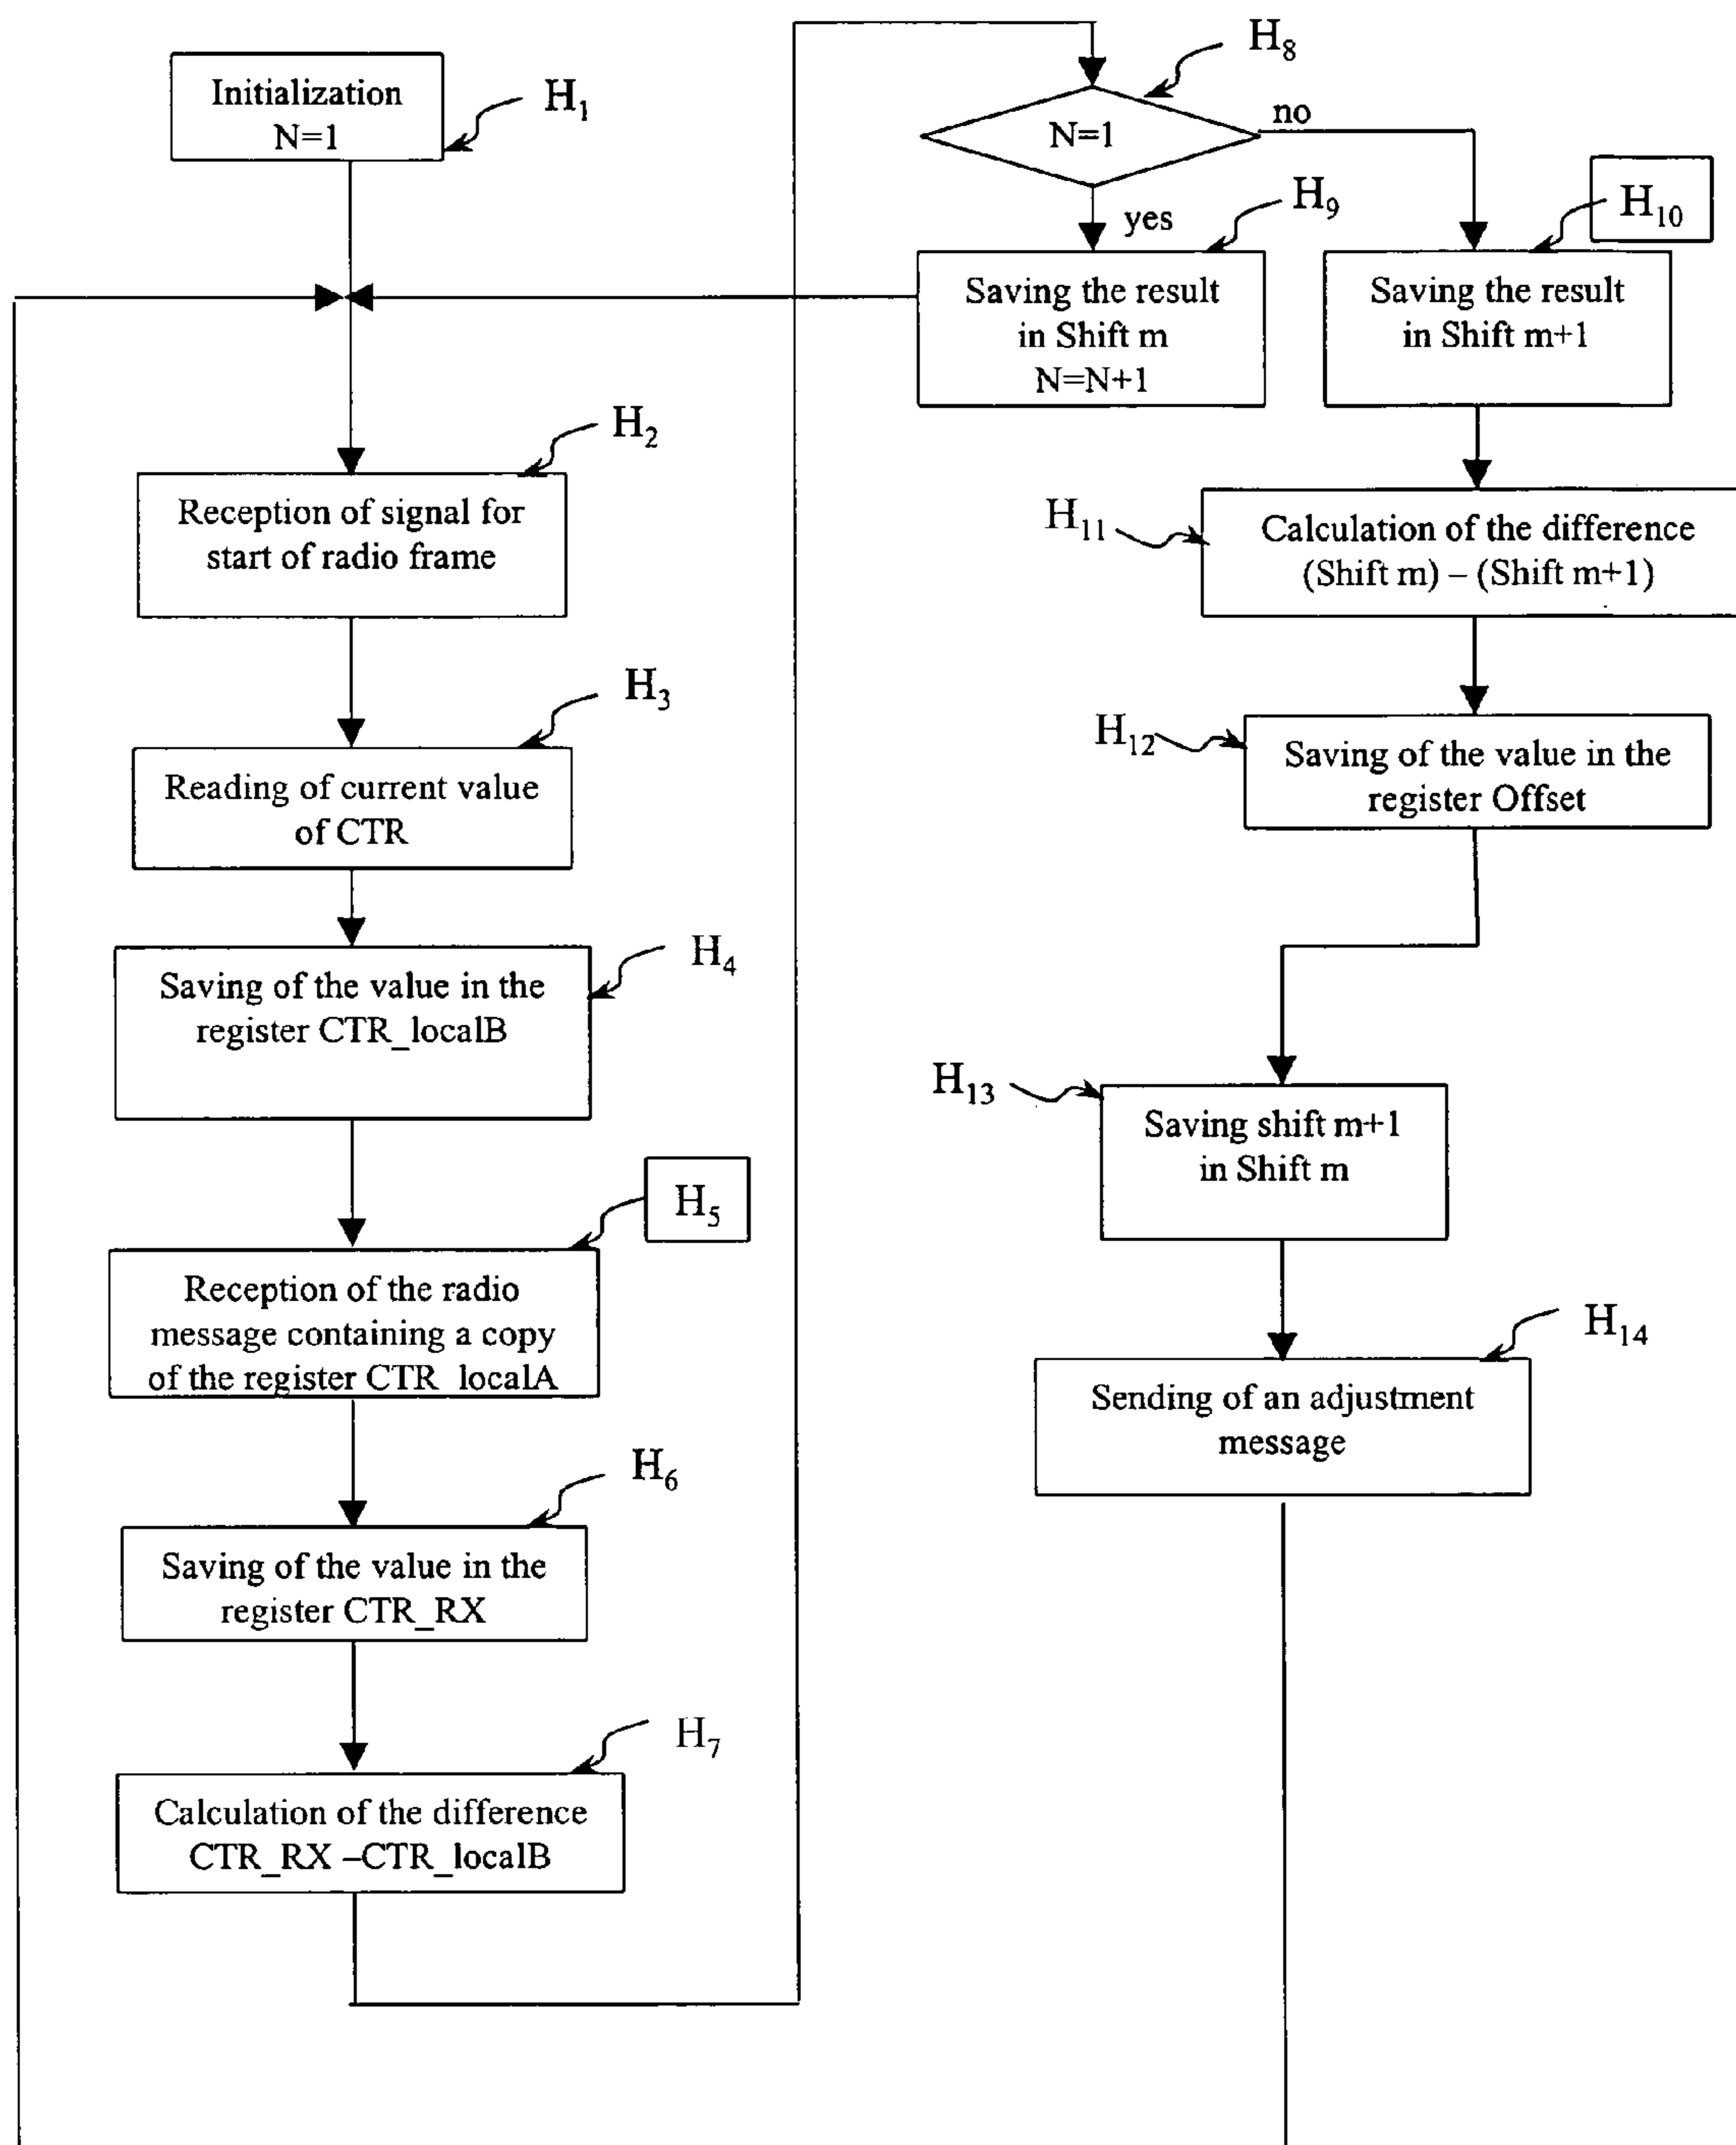 Initialization
N=1
H1
Reception of signal for
start of radio frame
H2
Reading of current value
of CTR
H3
Saving of the value in the
register CTR_localB
H4
Reception of the radio
message containing a copy
of the register CTR_localA
H5
Saving of the value in the
register CTR_RX
H6
Calculation of the difference
CTR_RX –CTR_localB
H7
N=1
H8
no
yes
Saving the result
in Shift m
N=N+1
H9
Saving the result
in Shift m+1
H10
Calculation of the difference
(Shift m) – (Shift m+1)
H11
Saving of the value in the
register Offset
H12
Saving shift m+1
in Shift m
H13
Sending of an adjustment
message
H14